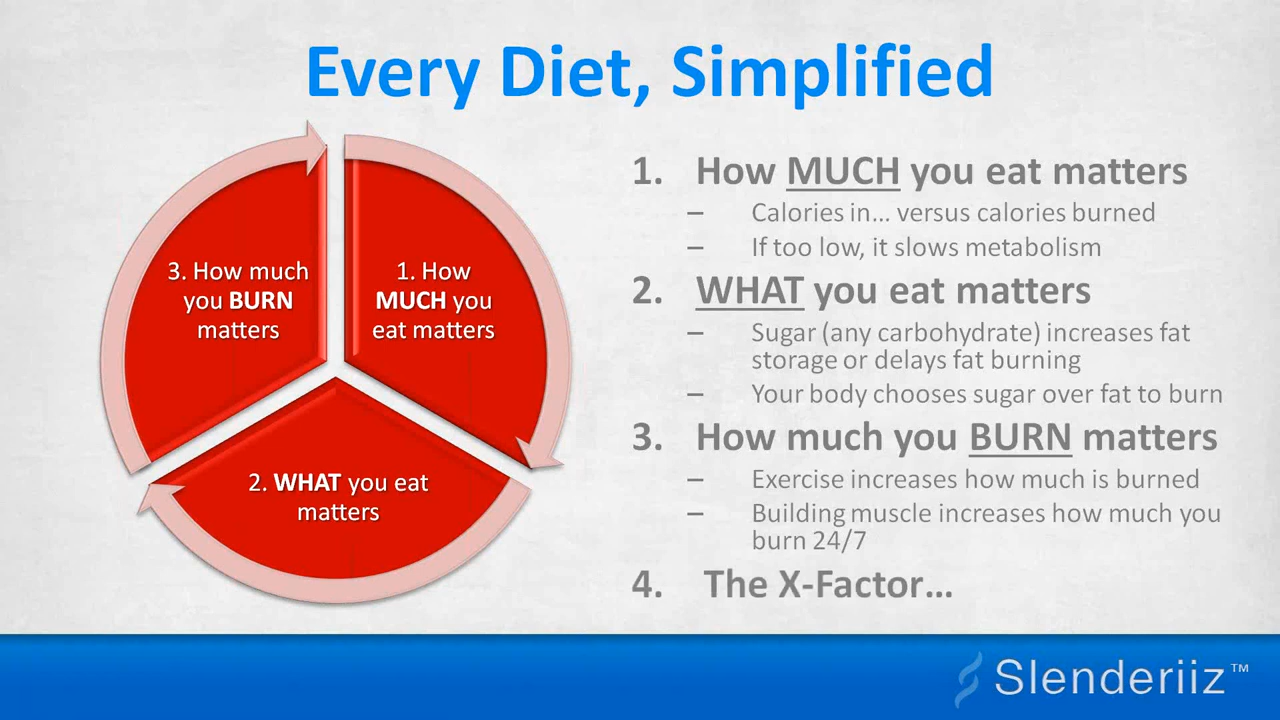 Every Diet, Simplified
3. How much
you BURN
matters
1. How
MUCH you
eat matters
2. WHAT you eat
matters
1. How MUCH you eat matters
– Calories in... versus calories burned
– If too low, it slows metabolism
2. WHAT you eat matters
– Sugar (any carbohydrate) increases fat
storage or delays fat burning
– Your body chooses sugar over fat to burn
3. How much you BURN matters
– Exercise increases how much is burned
– Building muscle increases how much you
burn 24/7
4. The X-Factor...
Slenderiiz™